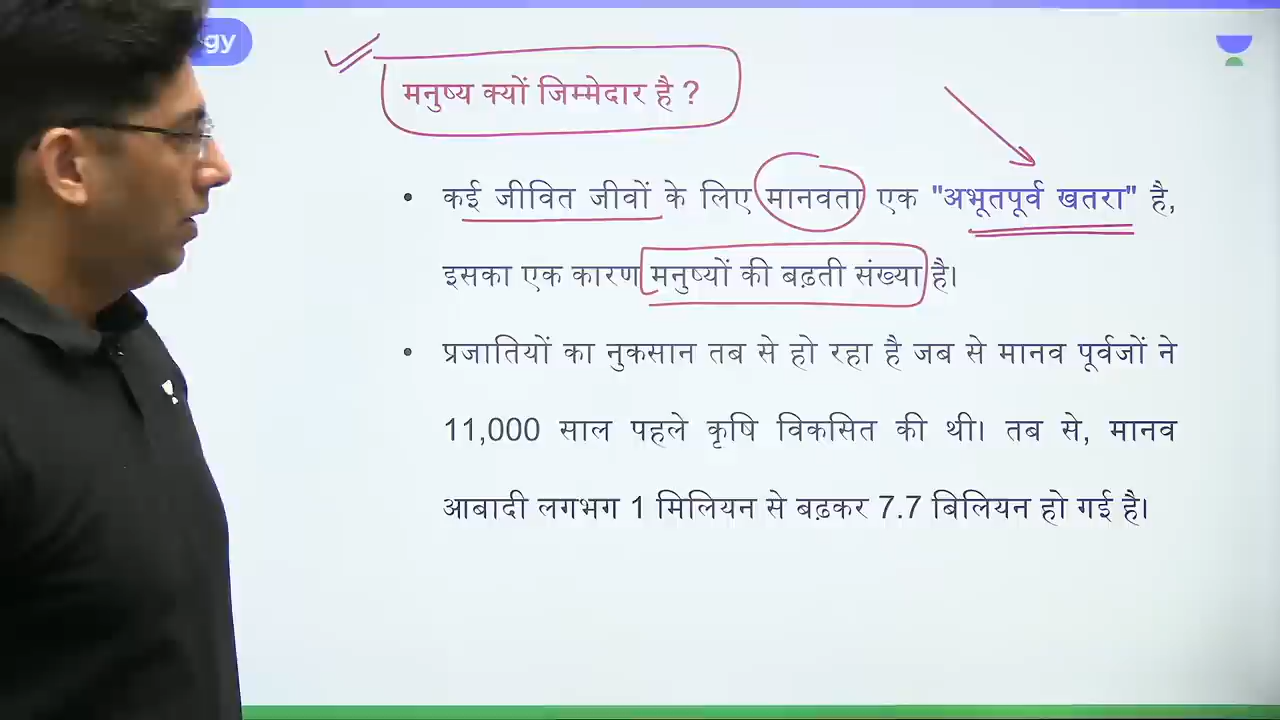 gy
मनुष्य क्यों जिम्मेदार है ?
• कई जीवित जीवों के लिए मानवता एक "अभूतपूर्व खतरा" है,
इसका एक कारण मनुष्यों की बढ़ती संख्या है।
• प्रजातियों का नुकसान तब से हो रहा है जब से मानव पूर्वजों ने
11,000 साल पहले कृषि विकसित की थी। तब से, मानव
आबादी लगभग 1 मिलियन से बढ़कर 7.7 बिलियन हो गई है।